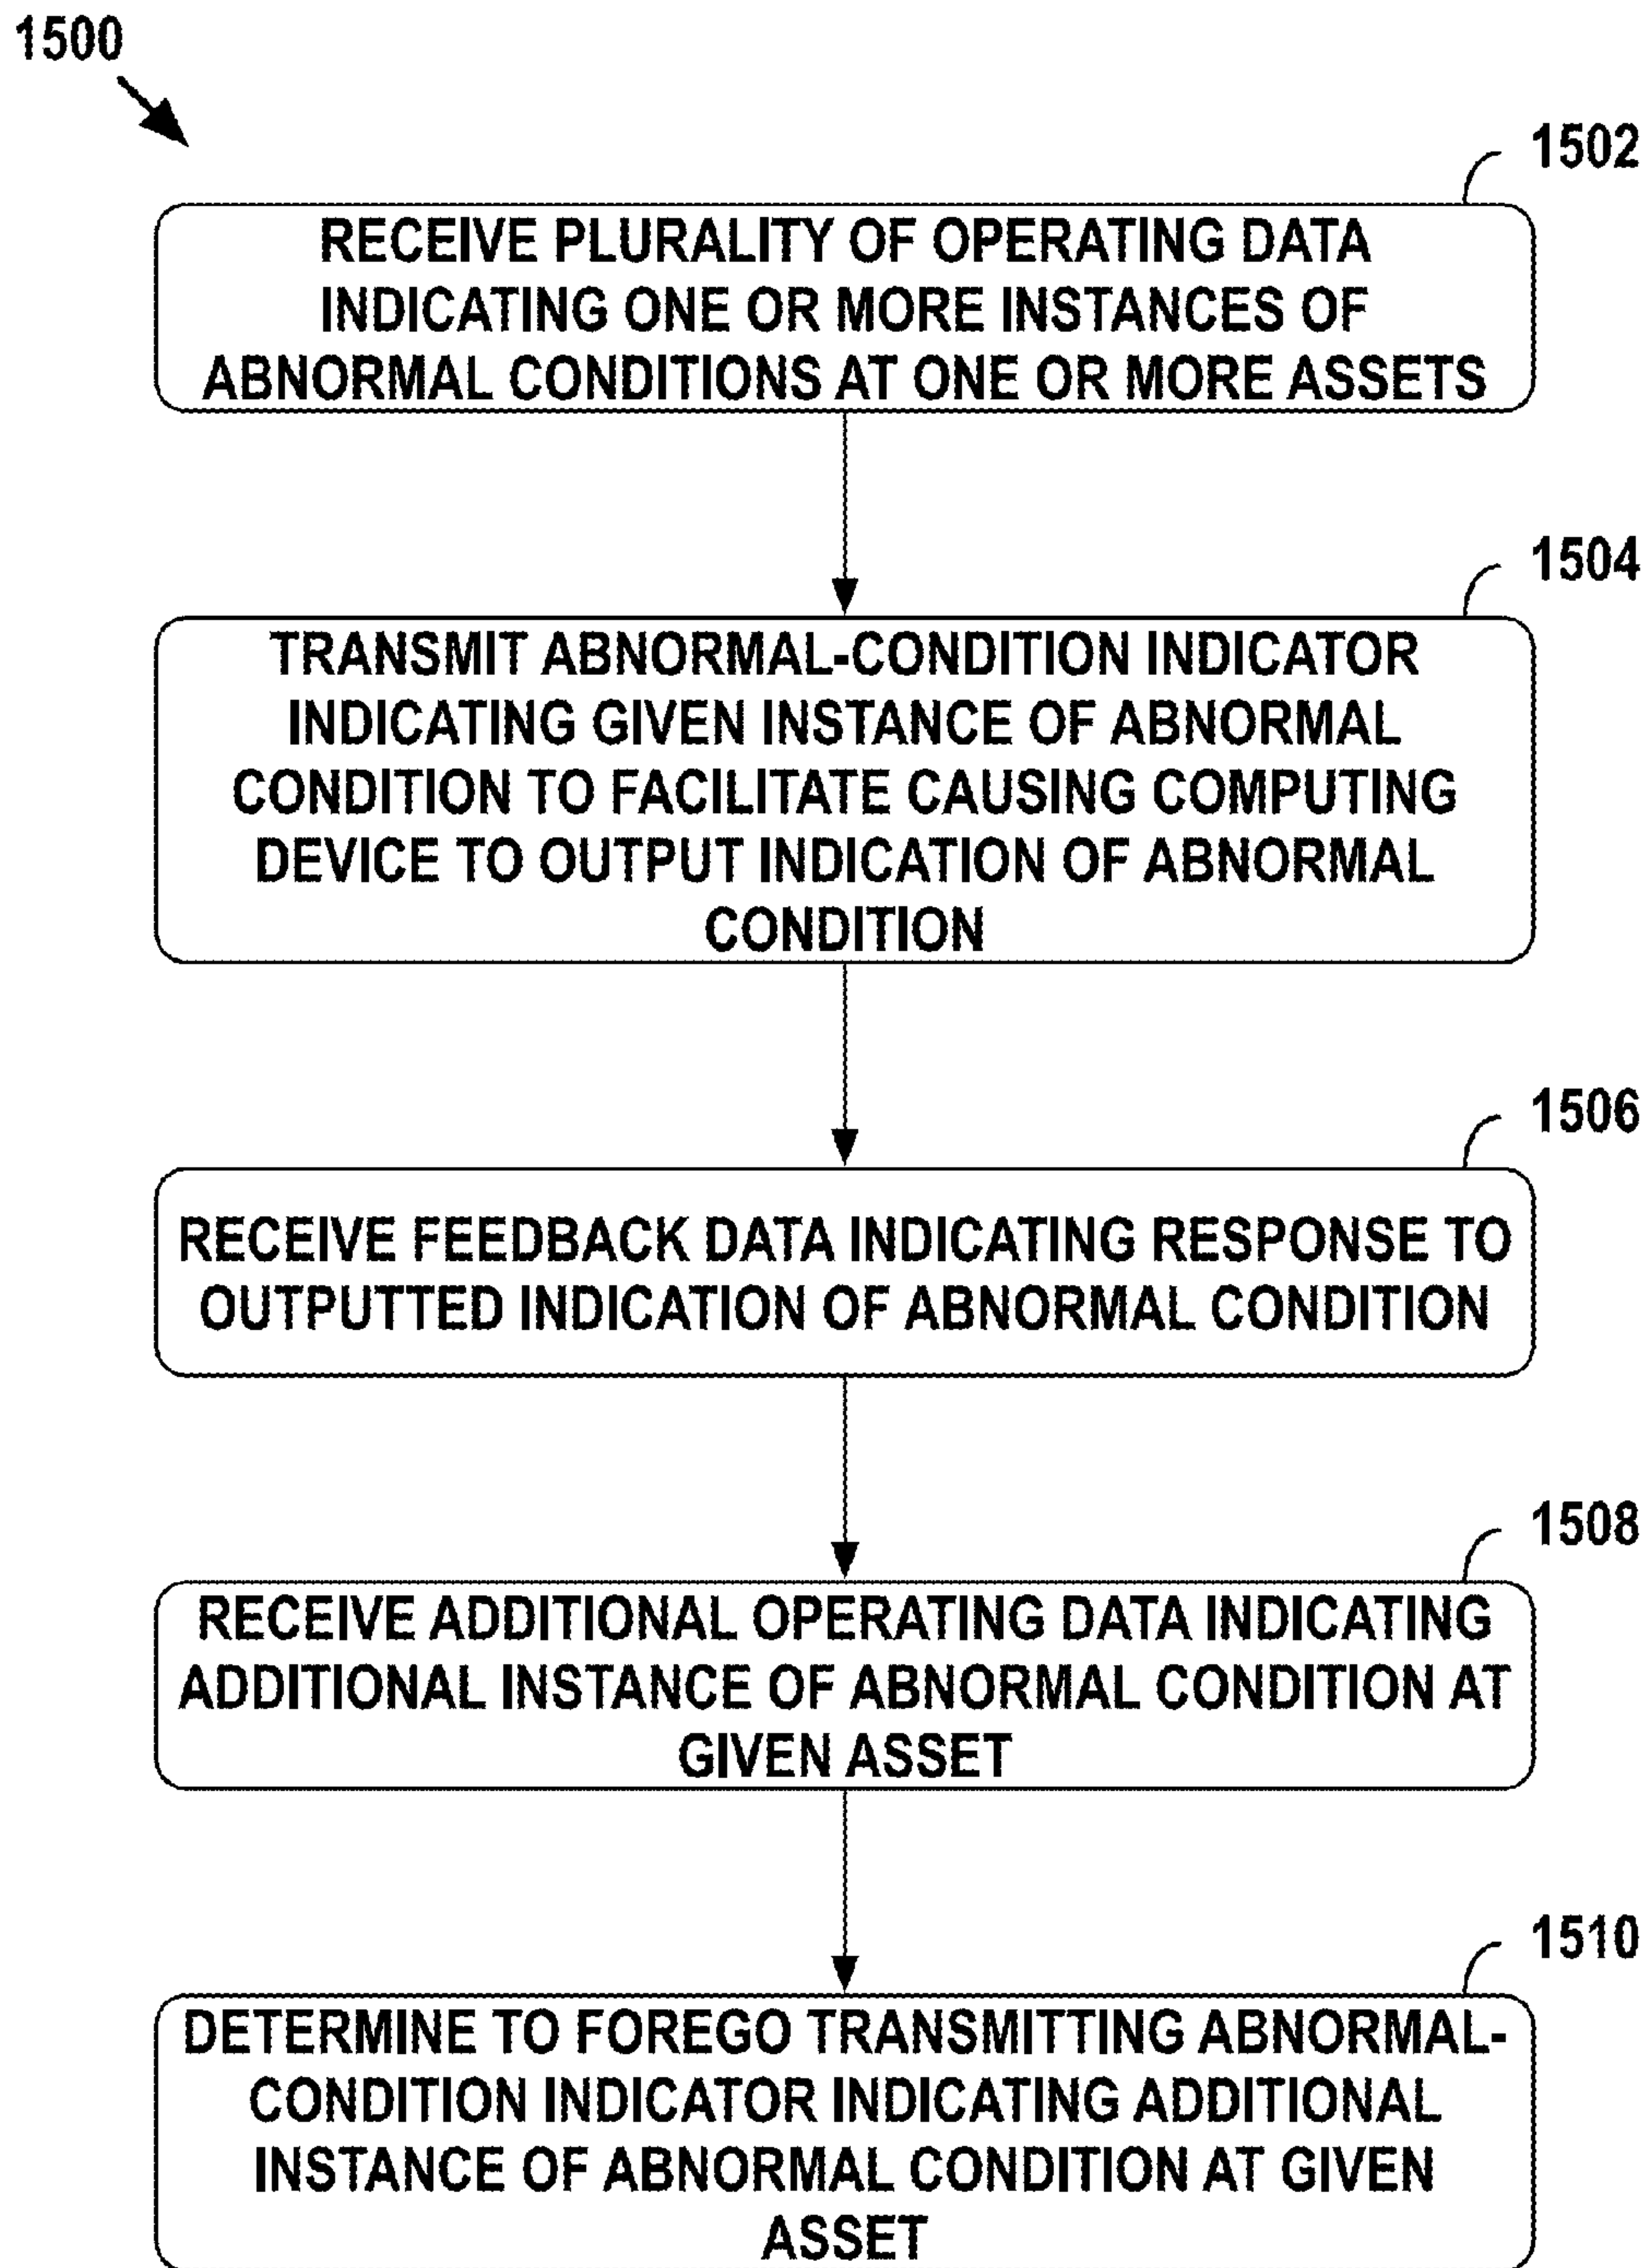 1500
1502
RECEIVE PLURALITY OF OPERATING DATA
INDICATING ONE OR MORE INSTANCES OF
ABNORMAL CONDITIONS AT ONE OR MORE ASSETS
1504
TRANSMIT ABNORMAL-CONDITION INDICATOR
INDICATING GIVEN INSTANCE OF ABNORMAL
CONDITION TO FACILITATE CAUSING COMPUTING
DEVICE TO OUTPUT INDICATION OF ABNORMAL
CONDITION
1506
RECEIVE FEEDBACK DATA INDICATING RESPONSE TO
OUTPUTTED INDICATION OF ABNORMAL CONDITION
1508
RECEIVE ADDITIONAL OPERATING DATA INDICATING
ADDITIONAL INSTANCE OF ABNORMAL CONDITION AT
GIVEN ASSET
1510
DETERMINE TO FOREGO TRANSMITTING ABNORMAL-
CONDITION INDICATOR INDICATING ADDITIONAL
INSTANCE OF ABNORMAL CONDITION AT GIVEN
ASSET